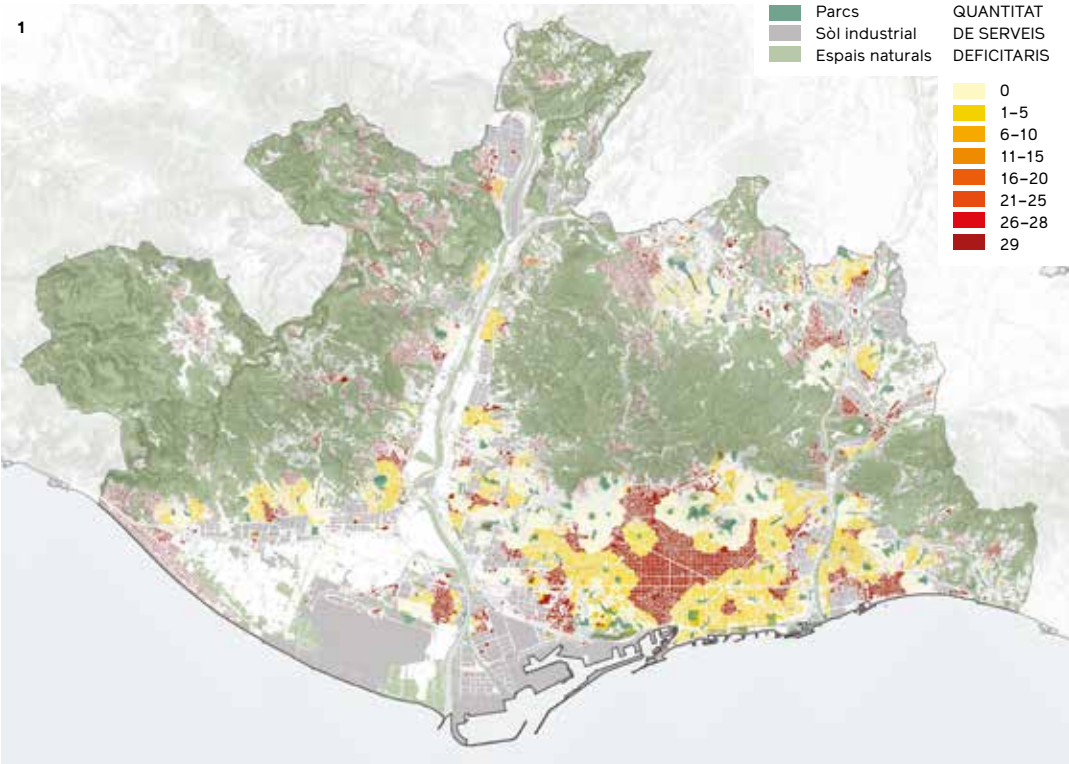 1
Parcs
Sòl industrial
Espais naturals
QUANTITAT
DE SERVEIS
DEFICITARIS
0
1–5
6–10
11–15
16–20
21–25
26–28
29